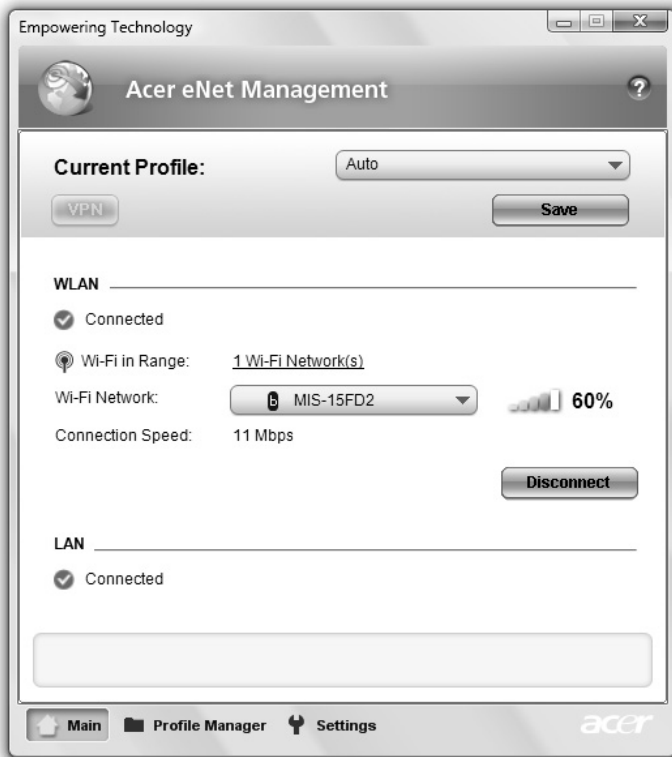 Empowering Technology
Acer eNet Management
?
Current Profile:
Auto
VPN
Save
WLAN
Connected
Wi-Fi in Range:
1 Wi-Fi Network(s)
Wi-Fi Network:
b MIS-15FD2
60%
Connection Speed:
11 Mbps
Disconnect
LAN
Connected
Main
Profile Manager
Settings
acer